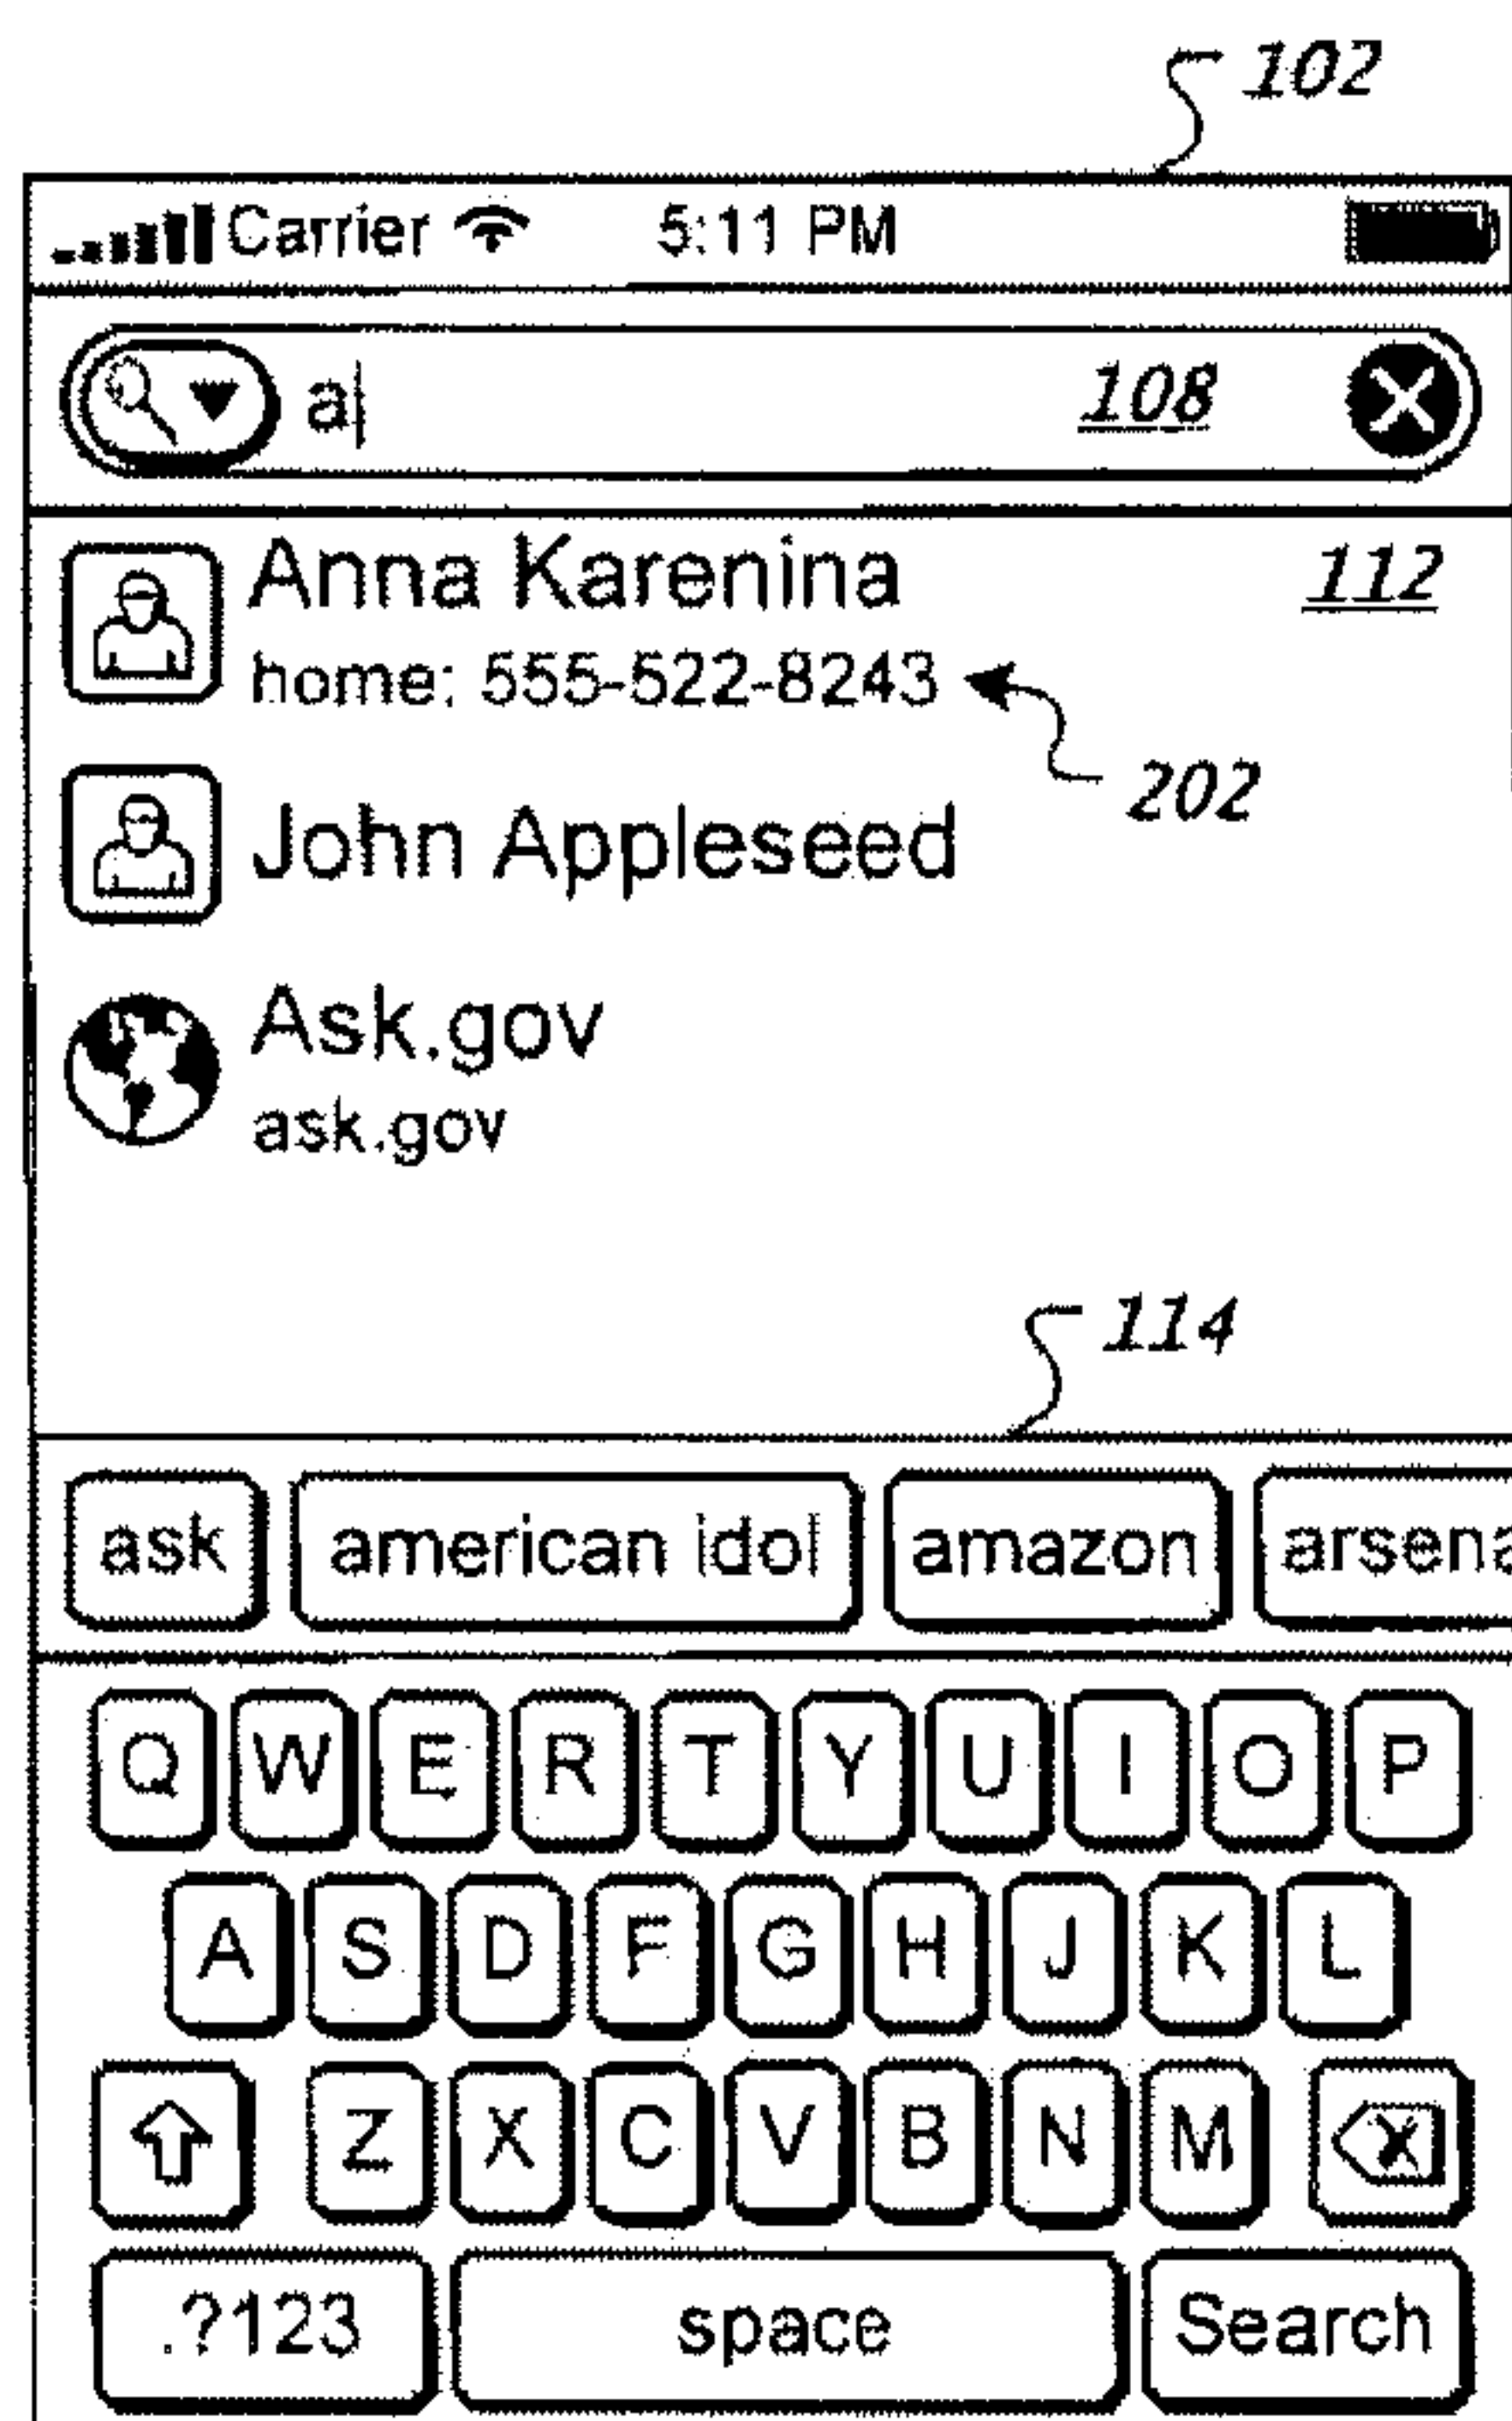 102
Carrier 5:11 PM
a 108
Anna Karenina 112
home: 555-522-8243
202
John Appleseed
Ask.gov
ask.gov
114
ask american idol amazon arsena
Q W E R T Y U I O P
A S D F G H J K L
Z X C V B N M
.?123 space Search